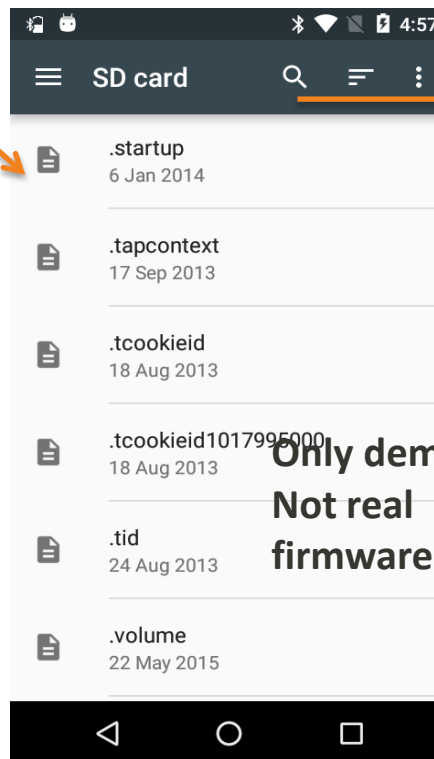 4:57
SD card
.startup
6 Jan 2014
.tapcontext
17 Sep 2013
.tcookieid
18 Aug 2013
.tcookieid1017995000
18 Aug 2013
Only dem
Not real
firmware
.tid
24 Aug 2013
.volume
22 May 2015